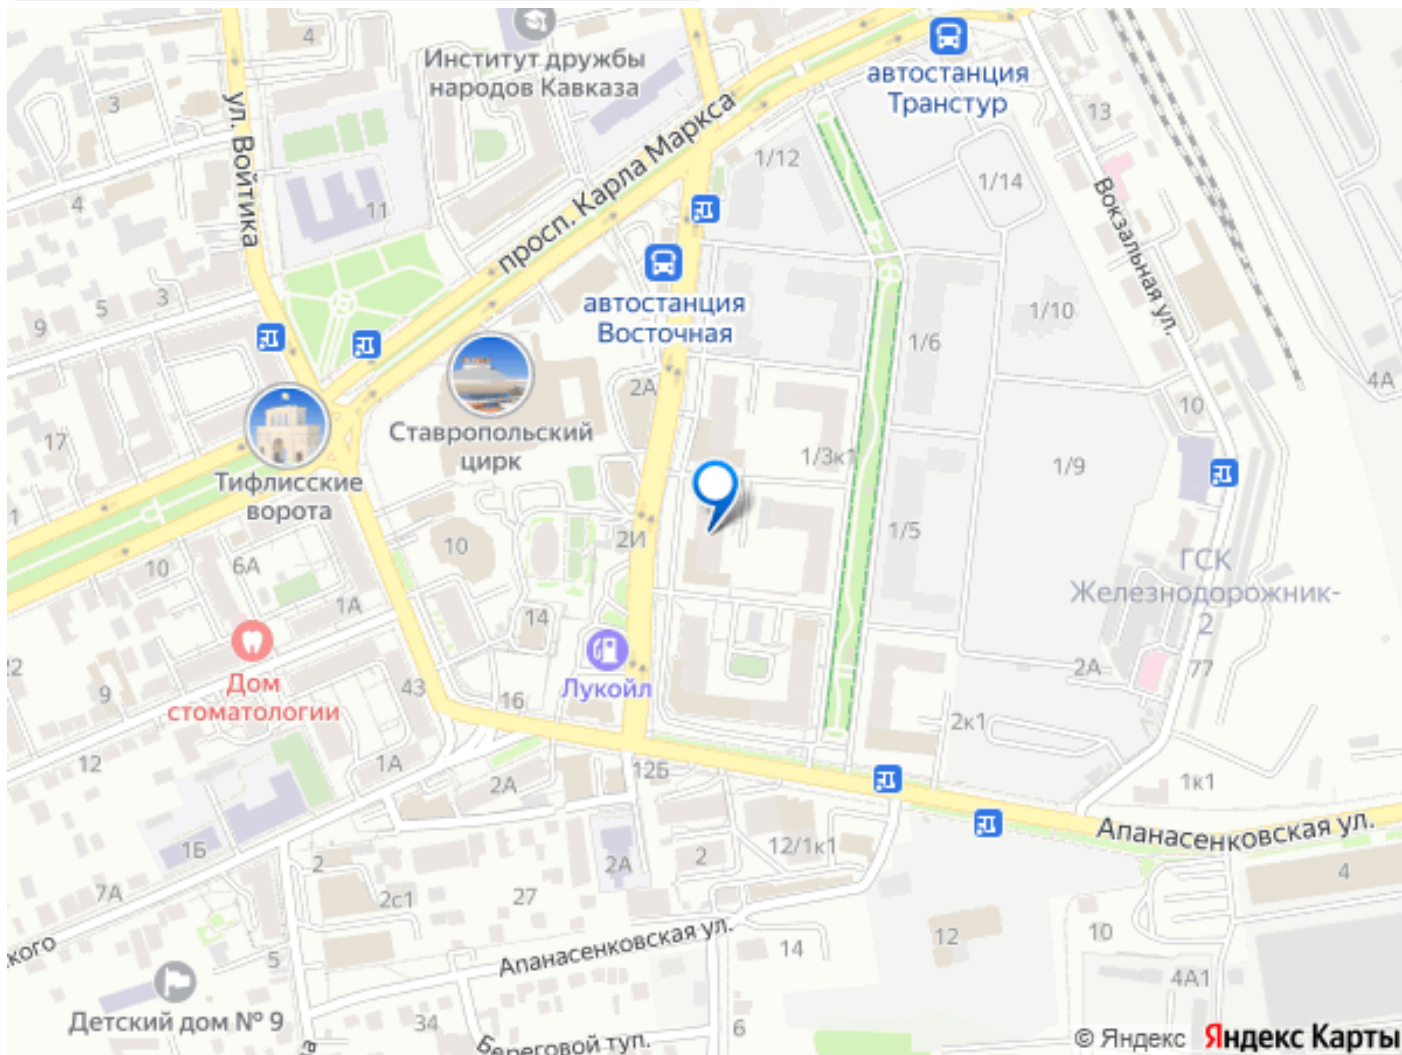 4
Институт дружбы
народов Кавказа
автостанция
Транстур
3
ул. Войтика
просп. Карла Маркса
13
1/12
1/14
4
11
Вокзальная ул.
5
3
9
автостанция
Восточная
1/10
1/6
2А
4А
10
17
Ставропольский
цирк
1/3к1
1/9
Тифлисские
ворота
1
10
6А
10
2И
1/5
ГСК
Железнодорожник-
2
1А
14
22
9
Дом
стоматологии
43
16
Лукойл
2А
77
2к1
12
1А
2А
12Б
1к1
Апанасенковская ул.
1Б
2
2А
2
12/1к1
4
7А
2с1
27
кого
5
Апанасенковская ул.
14
12
10
4А1
Детский дом № 9
34
Береговой туп.
6
© Яндекс Яндекс Карты